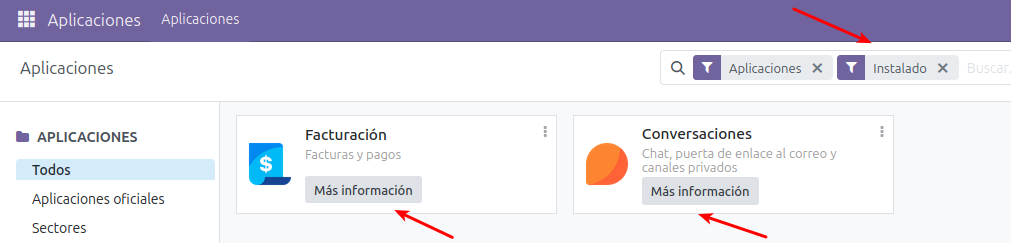 Aplicaciones Aplicaciones
Aplicaciones
Aplicaciones Instalado Buscar.
APLICACIONES
Todos
Aplicaciones oficiales
Sectores
Facturación
Facturas y pagos
Más información
Conversaciones
Chat, puerta de enlace al correo y
canales privados
Más información